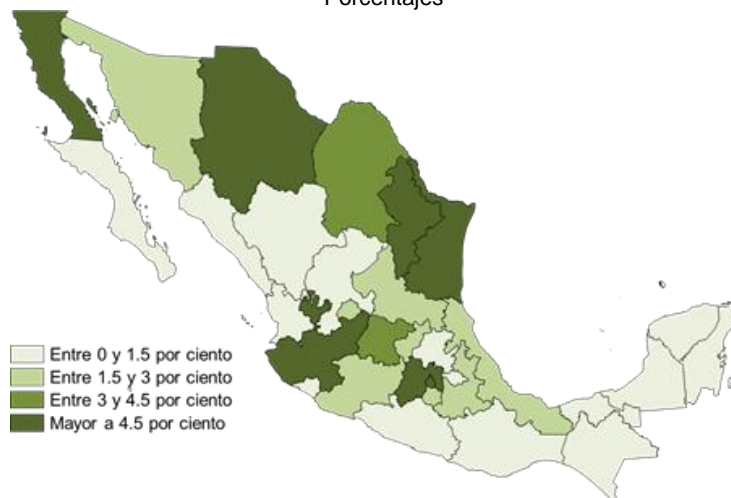 Porcentajes
Entre 0 y 1.5 por ciento
Entre 1.5 y 3 por ciento
Entre 3 y 4.5 por ciento
Mayor a 4.5 por ciento